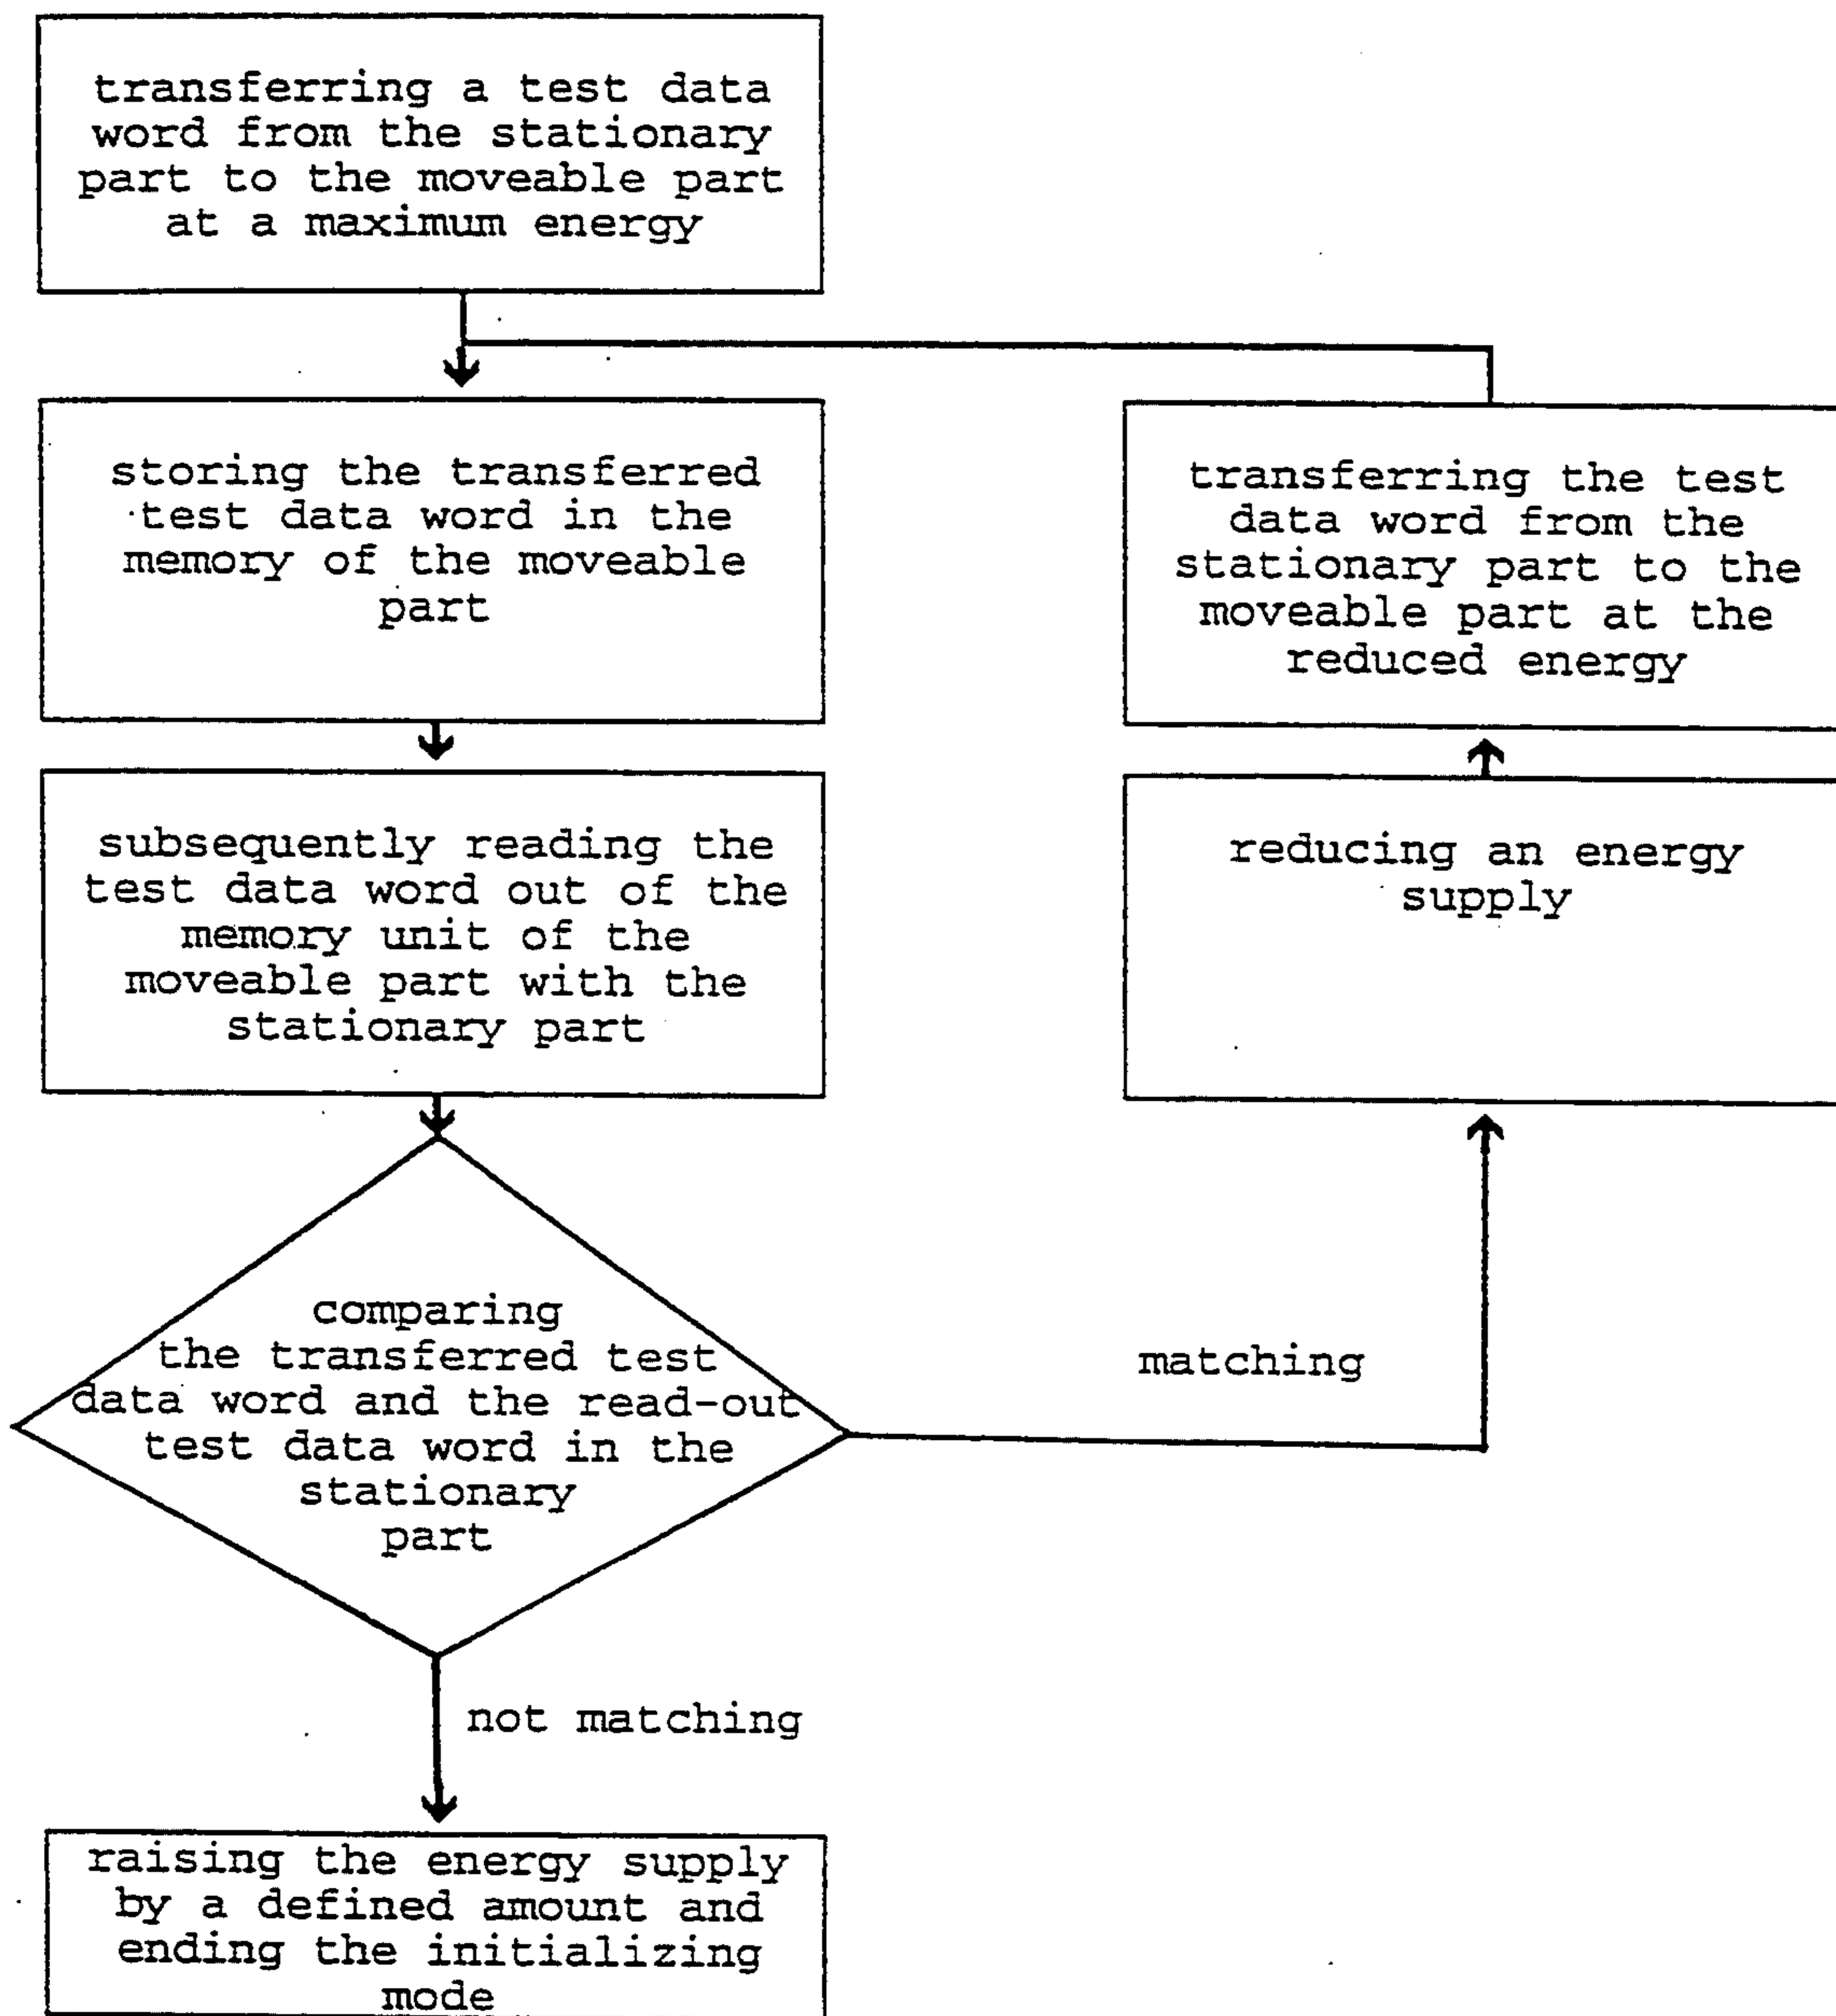 transferring a test data
word from the stationary
part to the moveable part
at a maximum energy
storing the transferred
test data word in the
memory of the moveable
part
transferring the test
data word from the
stationary part to the
moveable part at the
reduced energy
subsequently reading the
test data word out of the
memory unit of the
moveable part with the
stationary part
reducing an energy
supply
comparing
the transferred test
data word and the read-out
test data word in the
stationary
part
matching
not matching
raising the energy supply
by a defined amount and
ending the initializing
mode